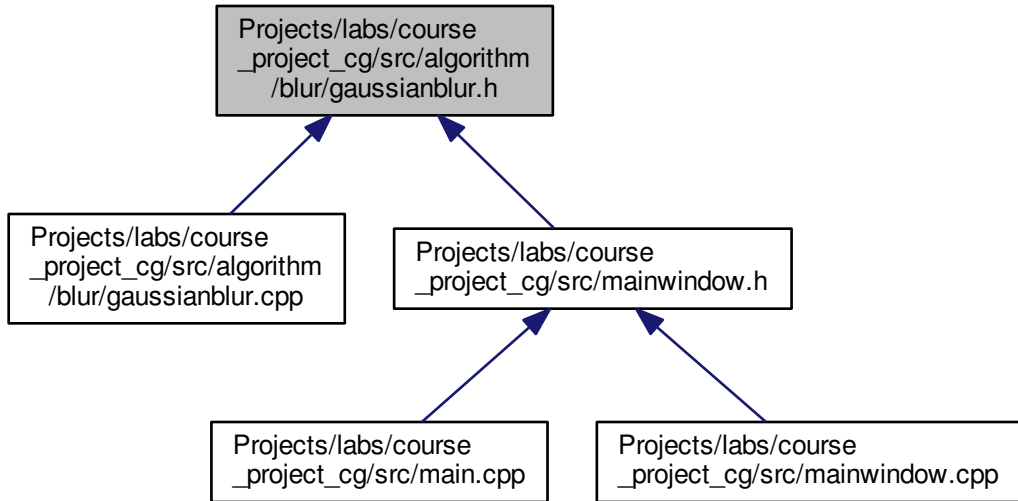 Projects/labs/course
_project_cg/src/algorithm
/blur/gaussianblur.h
Projects/labs/course
_project_cg/src/algorithm
/blur/gaussianblur.cpp
Projects/labs/course
_project_cg/src/mainwindow.h
Projects/labs/course
_project_cg/src/main.cpp
Projects/labs/course
_project_cg/src/mainwindow.cpp